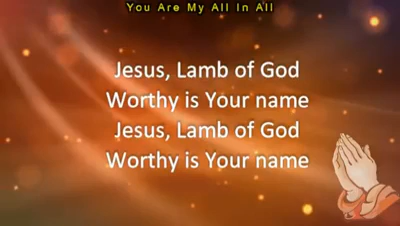 You Are My All In All
Jesus, Lamb of God
Worthy is Your name
Jesus, Lamb of God
Worthy is Your name